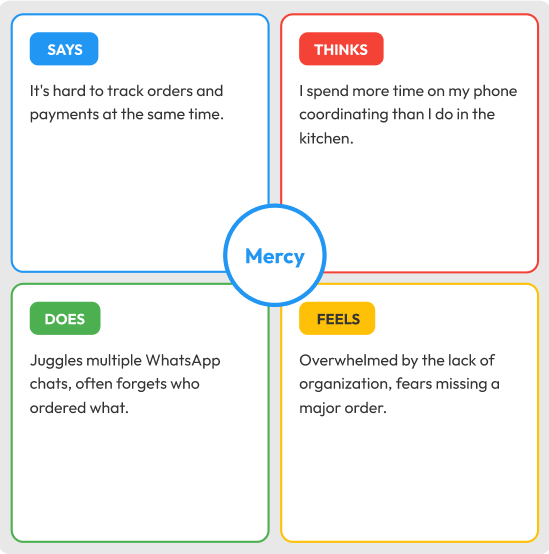 SAYS
It's hard to track orders and
payments at the same time.
THINKS
I spend more time on my phone
coordinating than I do in the
kitchen.
Mercy
DOES
Juggles multiple WhatsApp
chats, often forgets who
ordered what.
FEELS
Overwhelmed by the lack of
organization, fears missing a
major order.